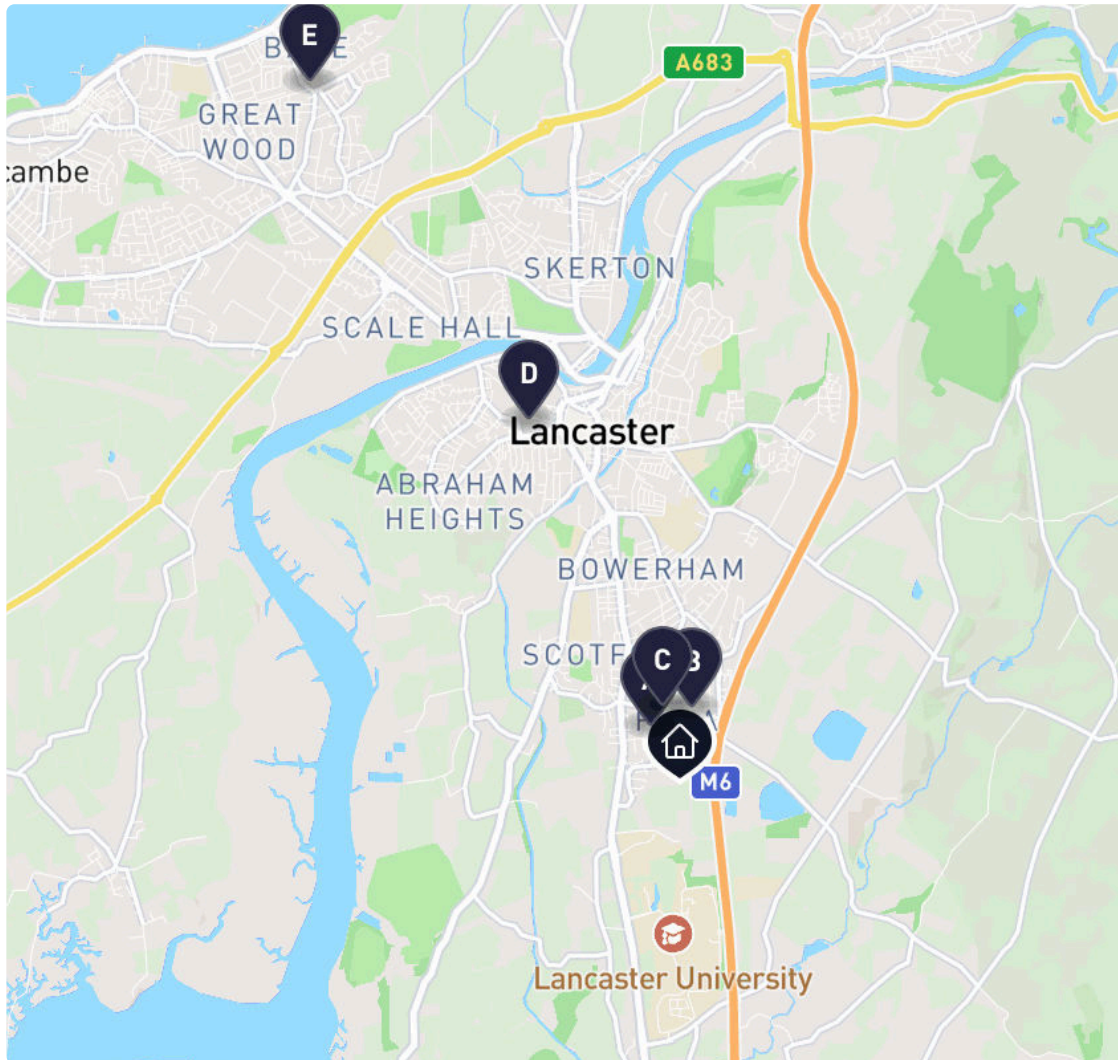 E
A683
GREAT
WOOD
cambe
SKERTON
SCALE HALL
D
Lancaster
ABRAHAM
HEIGHTS
BOWERHAM
C
B
M6
Lancaster University